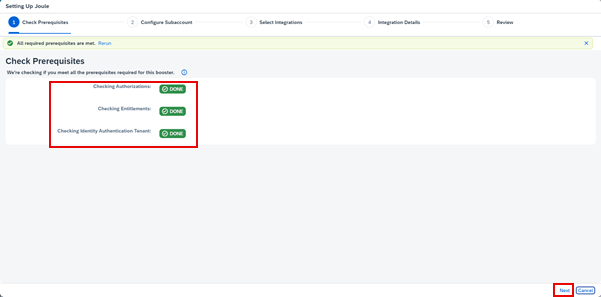 Setting Up Joule
1 Check Prerequisites 2 Configure Subaccount 3 Select Integrations 4 Integration Details 5 Review
All required prerequisites are met. Rerun
Check Prerequisites
We're checking if you meet all the prerequisites required for this booster.
Checking Authorizations: DONE
Checking Entitlements: DONE
Checking Identity Authentication Tenant: DONE
Next Cancel